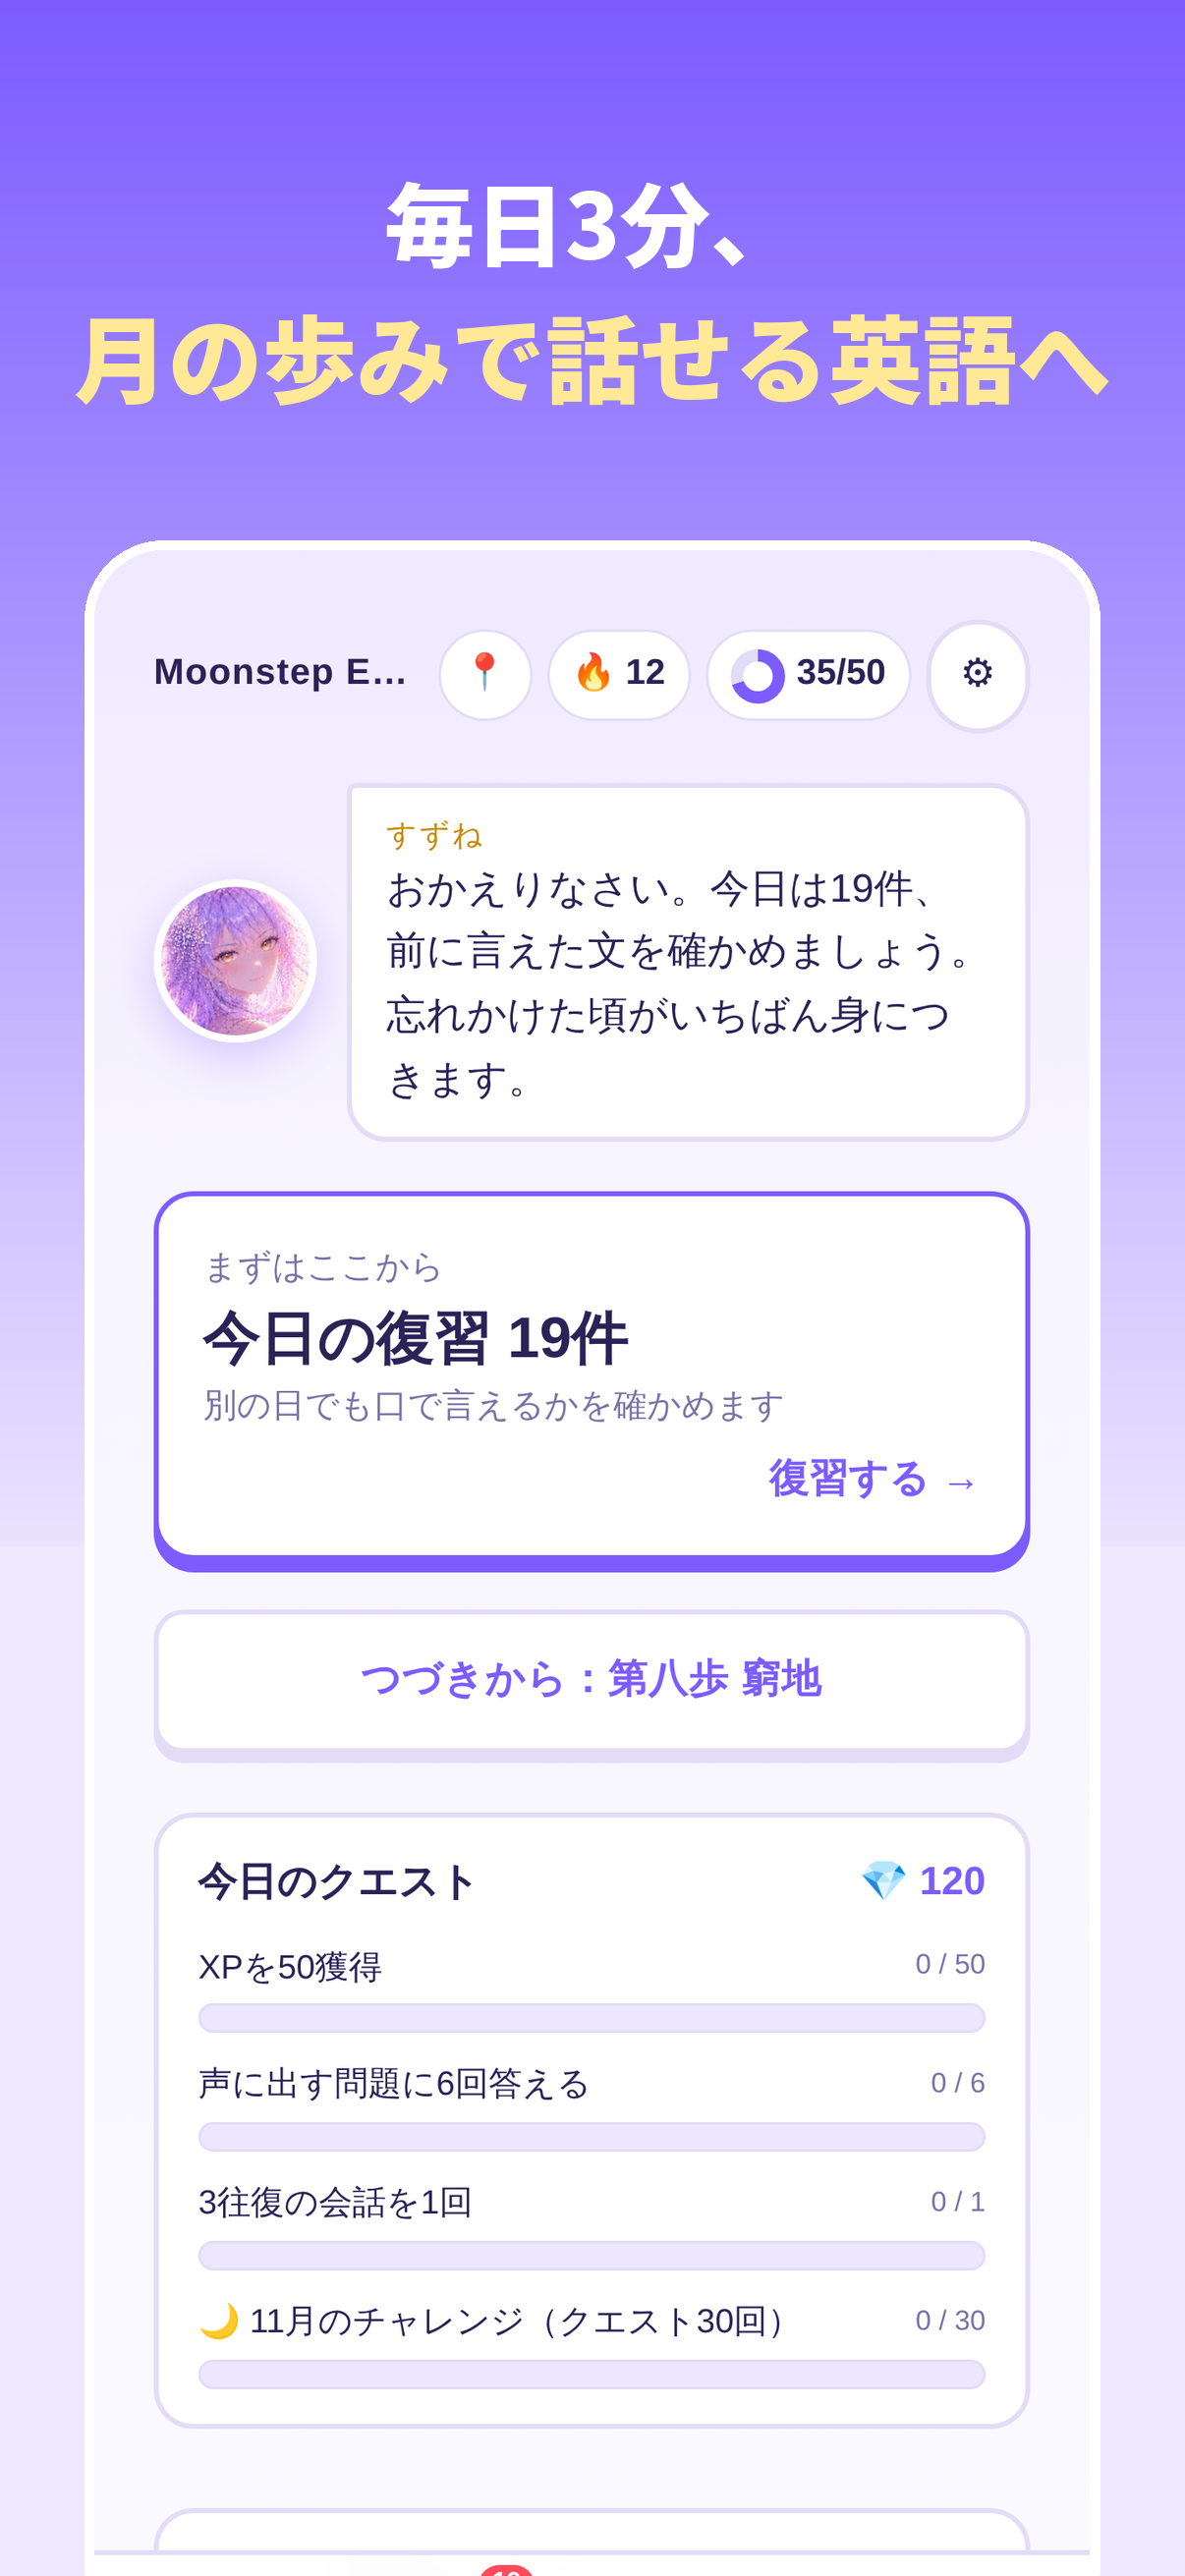 毎日3分、
月の歩みで話せる英語へ
Moonstep E...
12
35/50
すずね
おかえりなさい。今日は19件、
前に言えた文を確かめましょう。
忘れかけた頃がいちばん身につ
きます。
まずはここから
今日の復習 19件
別の日でも口で言えるかを確かめます
復習する →
つづきから：第八歩 窮地
今日のクエスト
120
XPを50獲得
0 / 50
声に出す問題に6回答える
0 / 6
3往復の会話を1回
0 / 1
11月のチャレンジ（クエスト30回）
0 / 30